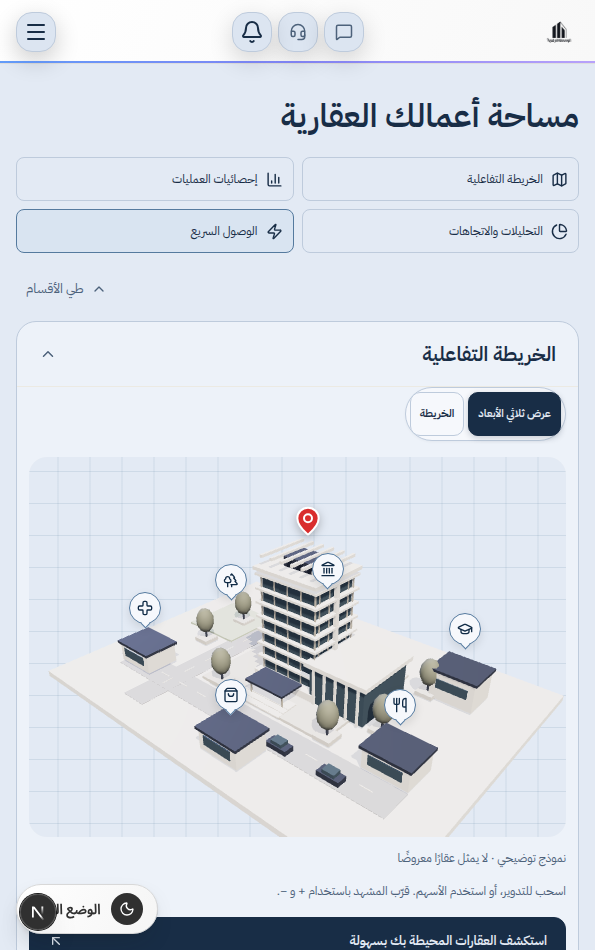 مساحة أعمالك العقارية
الخريطة التفاعلية
إحصائيات العمليات
التحليلات والاتجاهات
الوصول السريع
طي الأقسام
الخريطة التفاعلية
عرض ثلاثي الأبعاد
الخريطة
نموذج توضيحي · لا يمثل عقارًا معروضًا
اسحب للتدوير، أو استخدم الأسهم. قرّب المشهد باستخدام + و −.
الوضع
N
استكشف العقارات المحيطة بك بسهولة